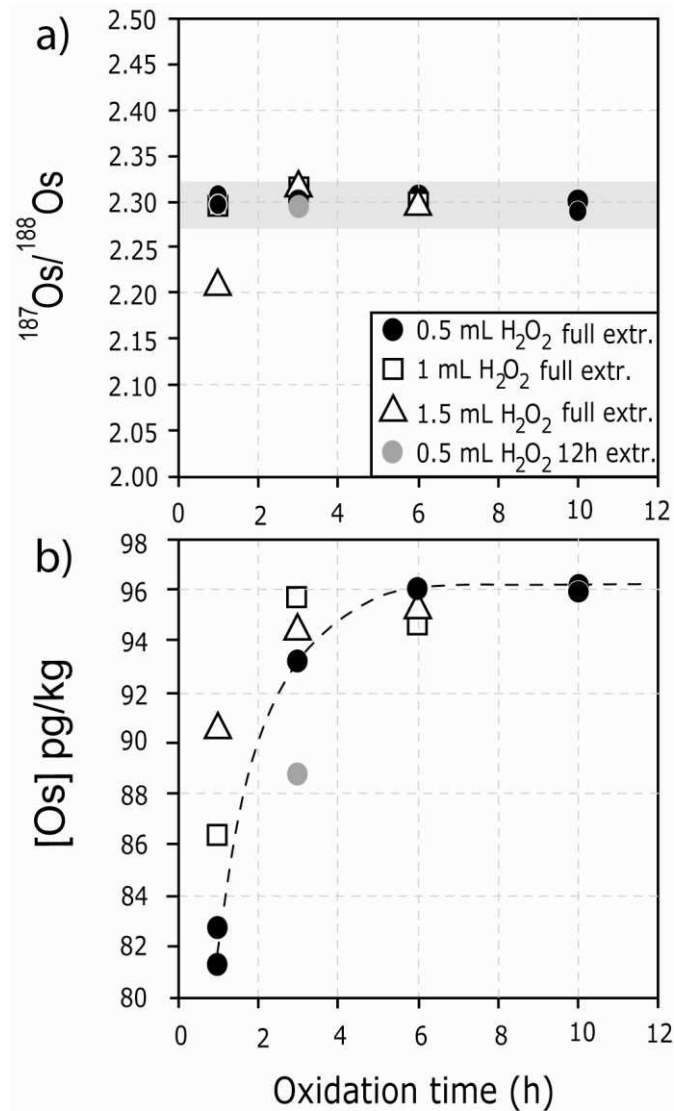 a)
2.50
2.45
2.40
2.35
2.30
2.25
2.20
2.15
2.10
2.05
2.00
¹⁸⁷Os/¹⁸⁸Os
0.5 mL H₂O₂ full extr.
1 mL H₂O₂ full extr.
1.5 mL H₂O₂ full extr.
0.5 mL H₂O₂ 12h extr.
0 2 4 6 8 10 12
b)
98
96
94
92
90
88
86
84
82
80
[Os] pg/kg
0 2 4 6 8 10 12
Oxidation time (h)